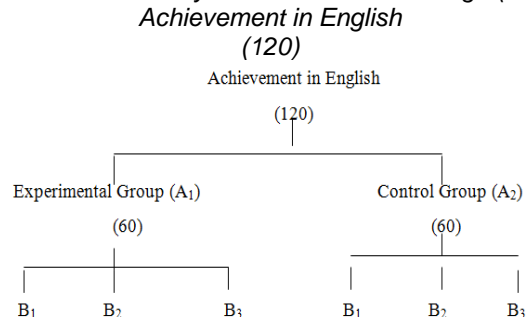 Achievement in English
(120)
Achievement in English
(120)
Experimental Group (A₁) Control Group (A₂)
(60) (60)
B₁ B₂ B₃ B₁ B₂ B₃